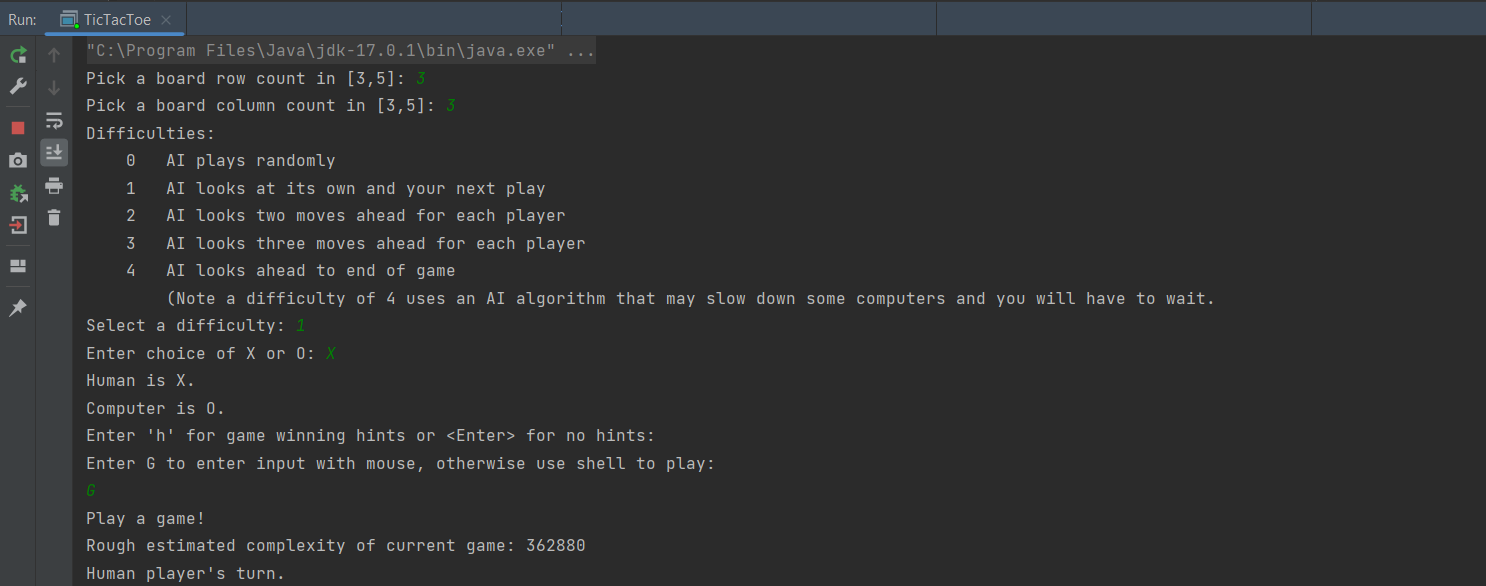 Run: TicTacToe
"C:\Program Files\Java\jdk-17.0.1\bin\java.exe" ...
Pick a board row count in [3,5]: 3
Pick a board column count in [3,5]: 3
Difficulties:
0 AI plays randomly
1 AI looks at its own and your next play
2 AI looks two moves ahead for each player
3 AI looks three moves ahead for each player
4 AI looks ahead to end of game
(Note a difficulty of 4 uses an AI algorithm that may slow down some computers and you will have to wait.
Select a difficulty: 1
Enter choice of X or O: X
Human is X.
Computer is O.
Enter 'h' for game winning hints or <Enter> for no hints:
Enter G to enter input with mouse, otherwise use shell to play:
G
Play a game!
Rough estimated complexity of current game: 362880
Human player's turn.